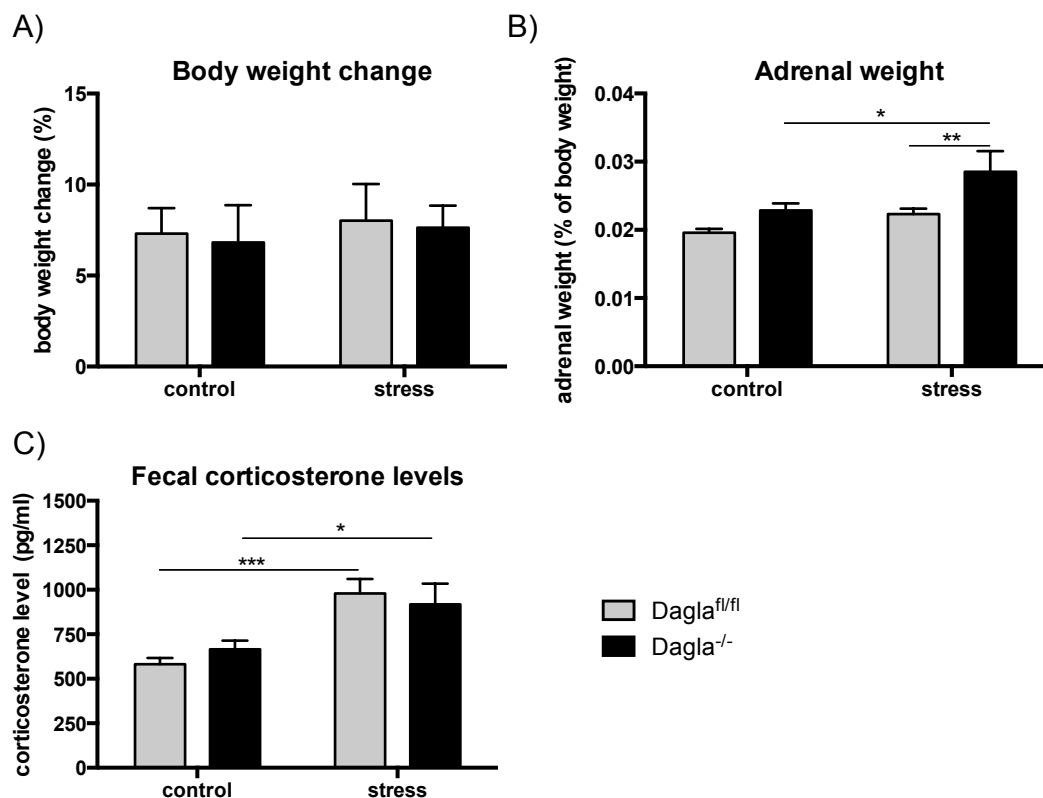 A)
Body weight change
body weight change (%)
15
10
5
0
control stress
B)
Adrenal weight
adrenal weight (% of body weight)
0.04
0.03
0.02
0.01
0.00
*
**
control stress
C)
Fecal corticosterone levels
corticosterone level (pg/ml)
1500
1250
1000
750
500
250
0
*
***
control stress
Dagla^fl/fl
Dagla^-/-